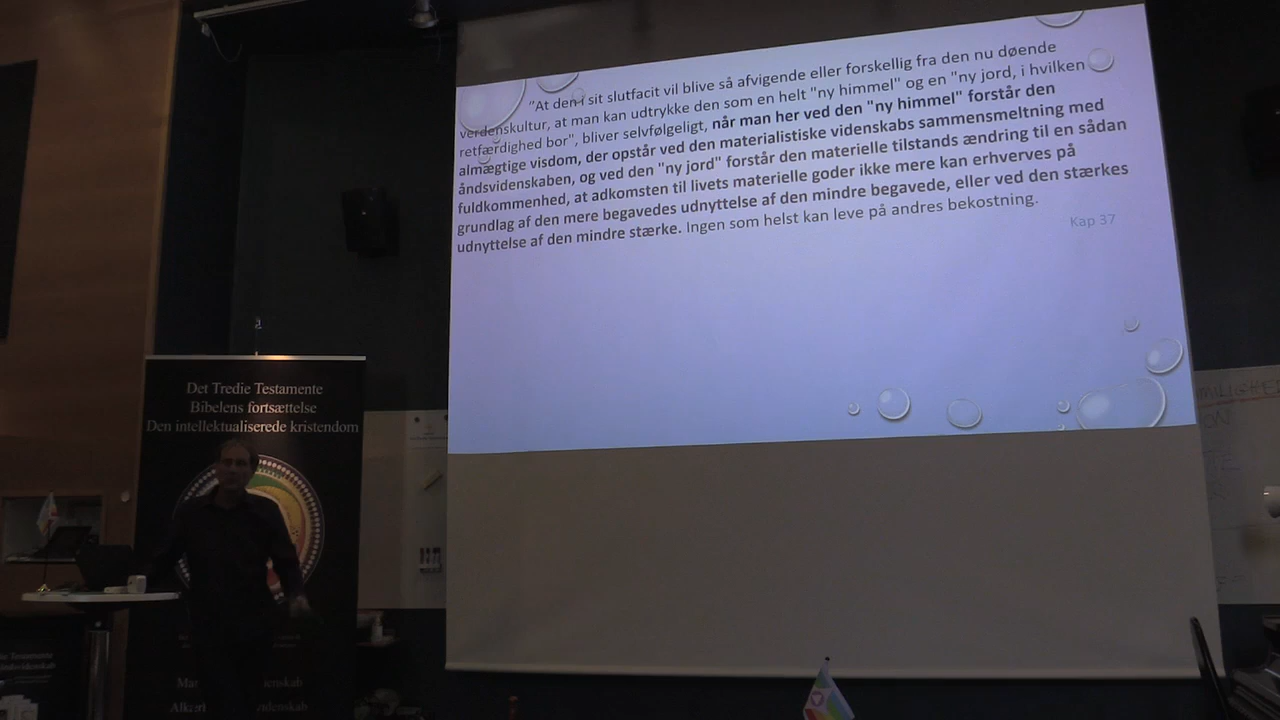 "At den i sit slutfacit vil blive så afvigende eller forskellig fra den nu døende
verdenskultur, at man kan udtrykke den som en helt "ny himmel" og en "ny jord, i hvilken
retfærdighed bor", bliver selvfølgeligt, når man her ved den "ny himmel" forstår den
almægtige visdom, der opstår ved den materialistiske videnskabs sammensmeltning med
åndsvidenskaben, og ved den "ny jord" forstår den materielle tilstands ændring til en sådan
fuldkommenhed, at adkomsten til livets materielle goder ikke mere kan erhverves på
grundlag af den mere begavedes udnyttelse af den mindre begavede, eller ved den stærkes
udnyttelse af den mindre stærke. Ingen som helst kan leve på andres bekostning.
Kap 37
Det Tredie Testamente
Bibelens fortsættelse
Den intellektualiserede kristendom